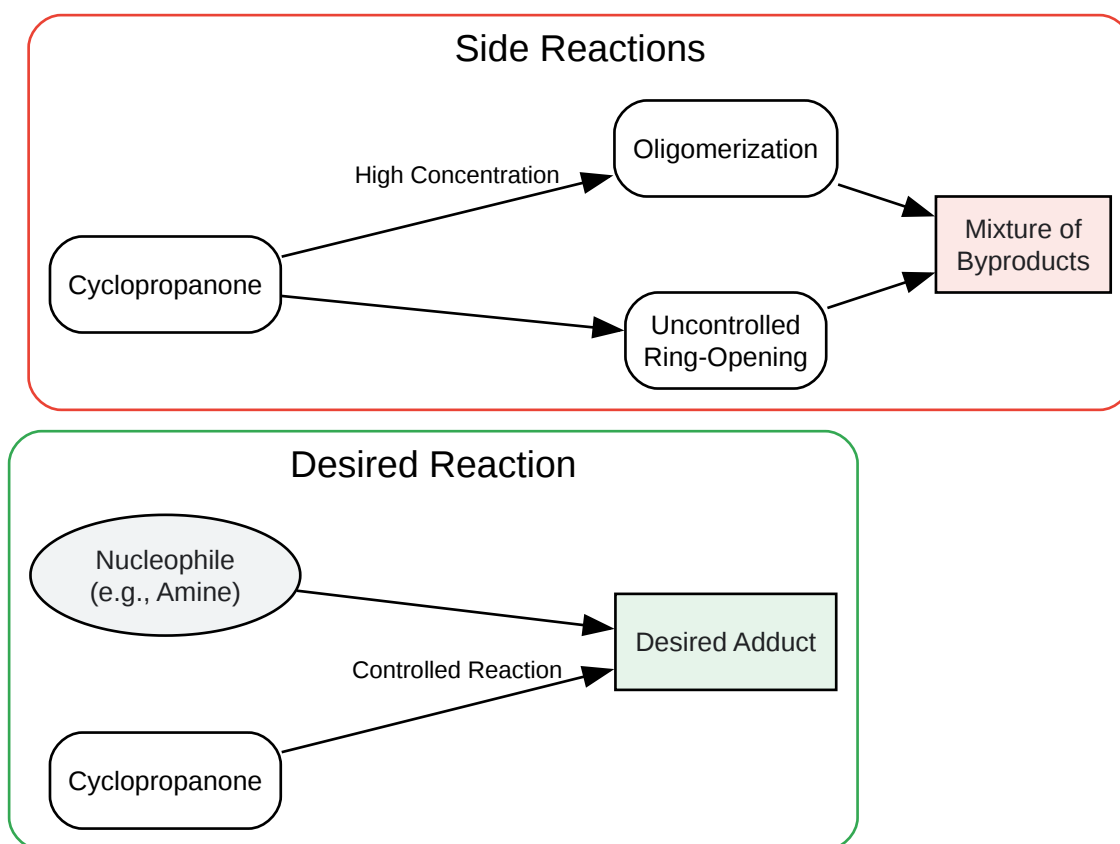 Side Reactions
Oligomerization
High Concentration
Mixture of
Byproducts
Cyclopropanone
Uncontrolled
Ring-Opening
Desired Reaction
Nucleophile
(e.g., Amine)
Desired Adduct
Controlled Reaction
Cyclopropanone